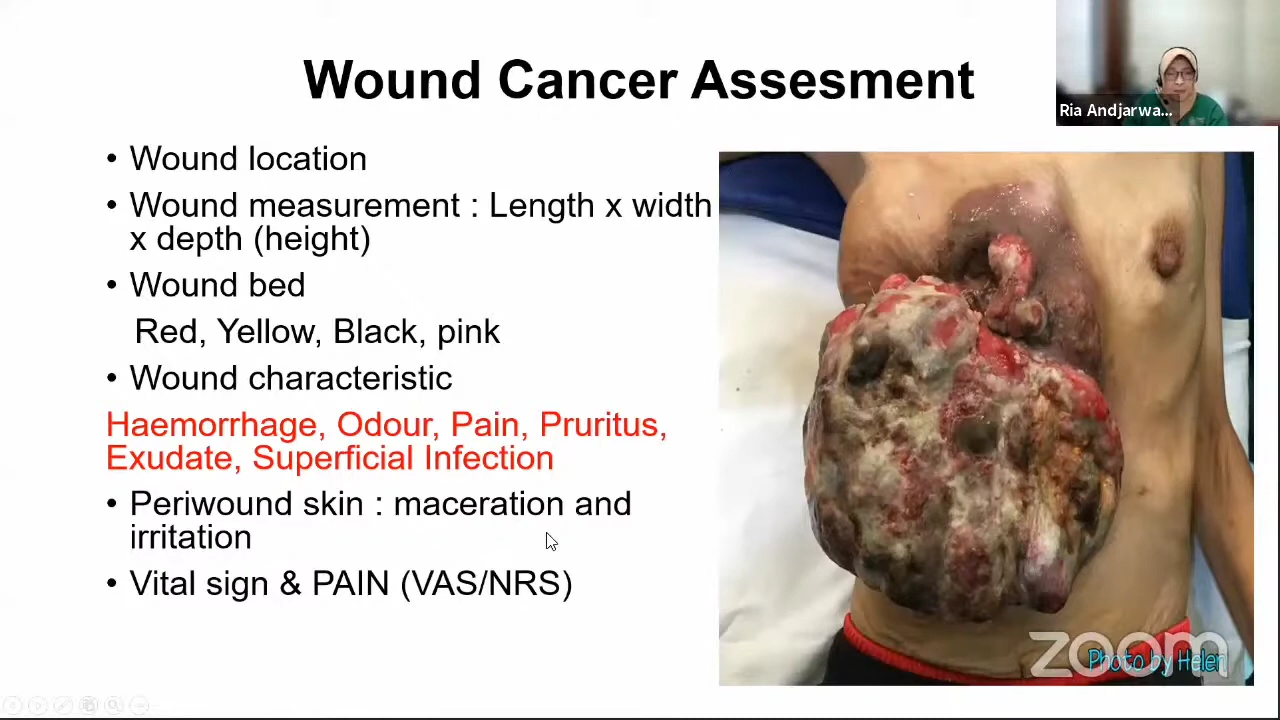 Wound Cancer Assesment
Ria Andjarwa...
• Wound location
• Wound measurement : Length x width
x depth (height)
• Wound bed
Red, Yellow, Black, pink
• Wound characteristic
Haemorrhage, Odour, Pain, Pruritus,
Exudate, Superficial Infection
• Periwound skin : maceration and
irritation
• Vital sign & PAIN (VAS/NRS)
zoom
Photo by Helen